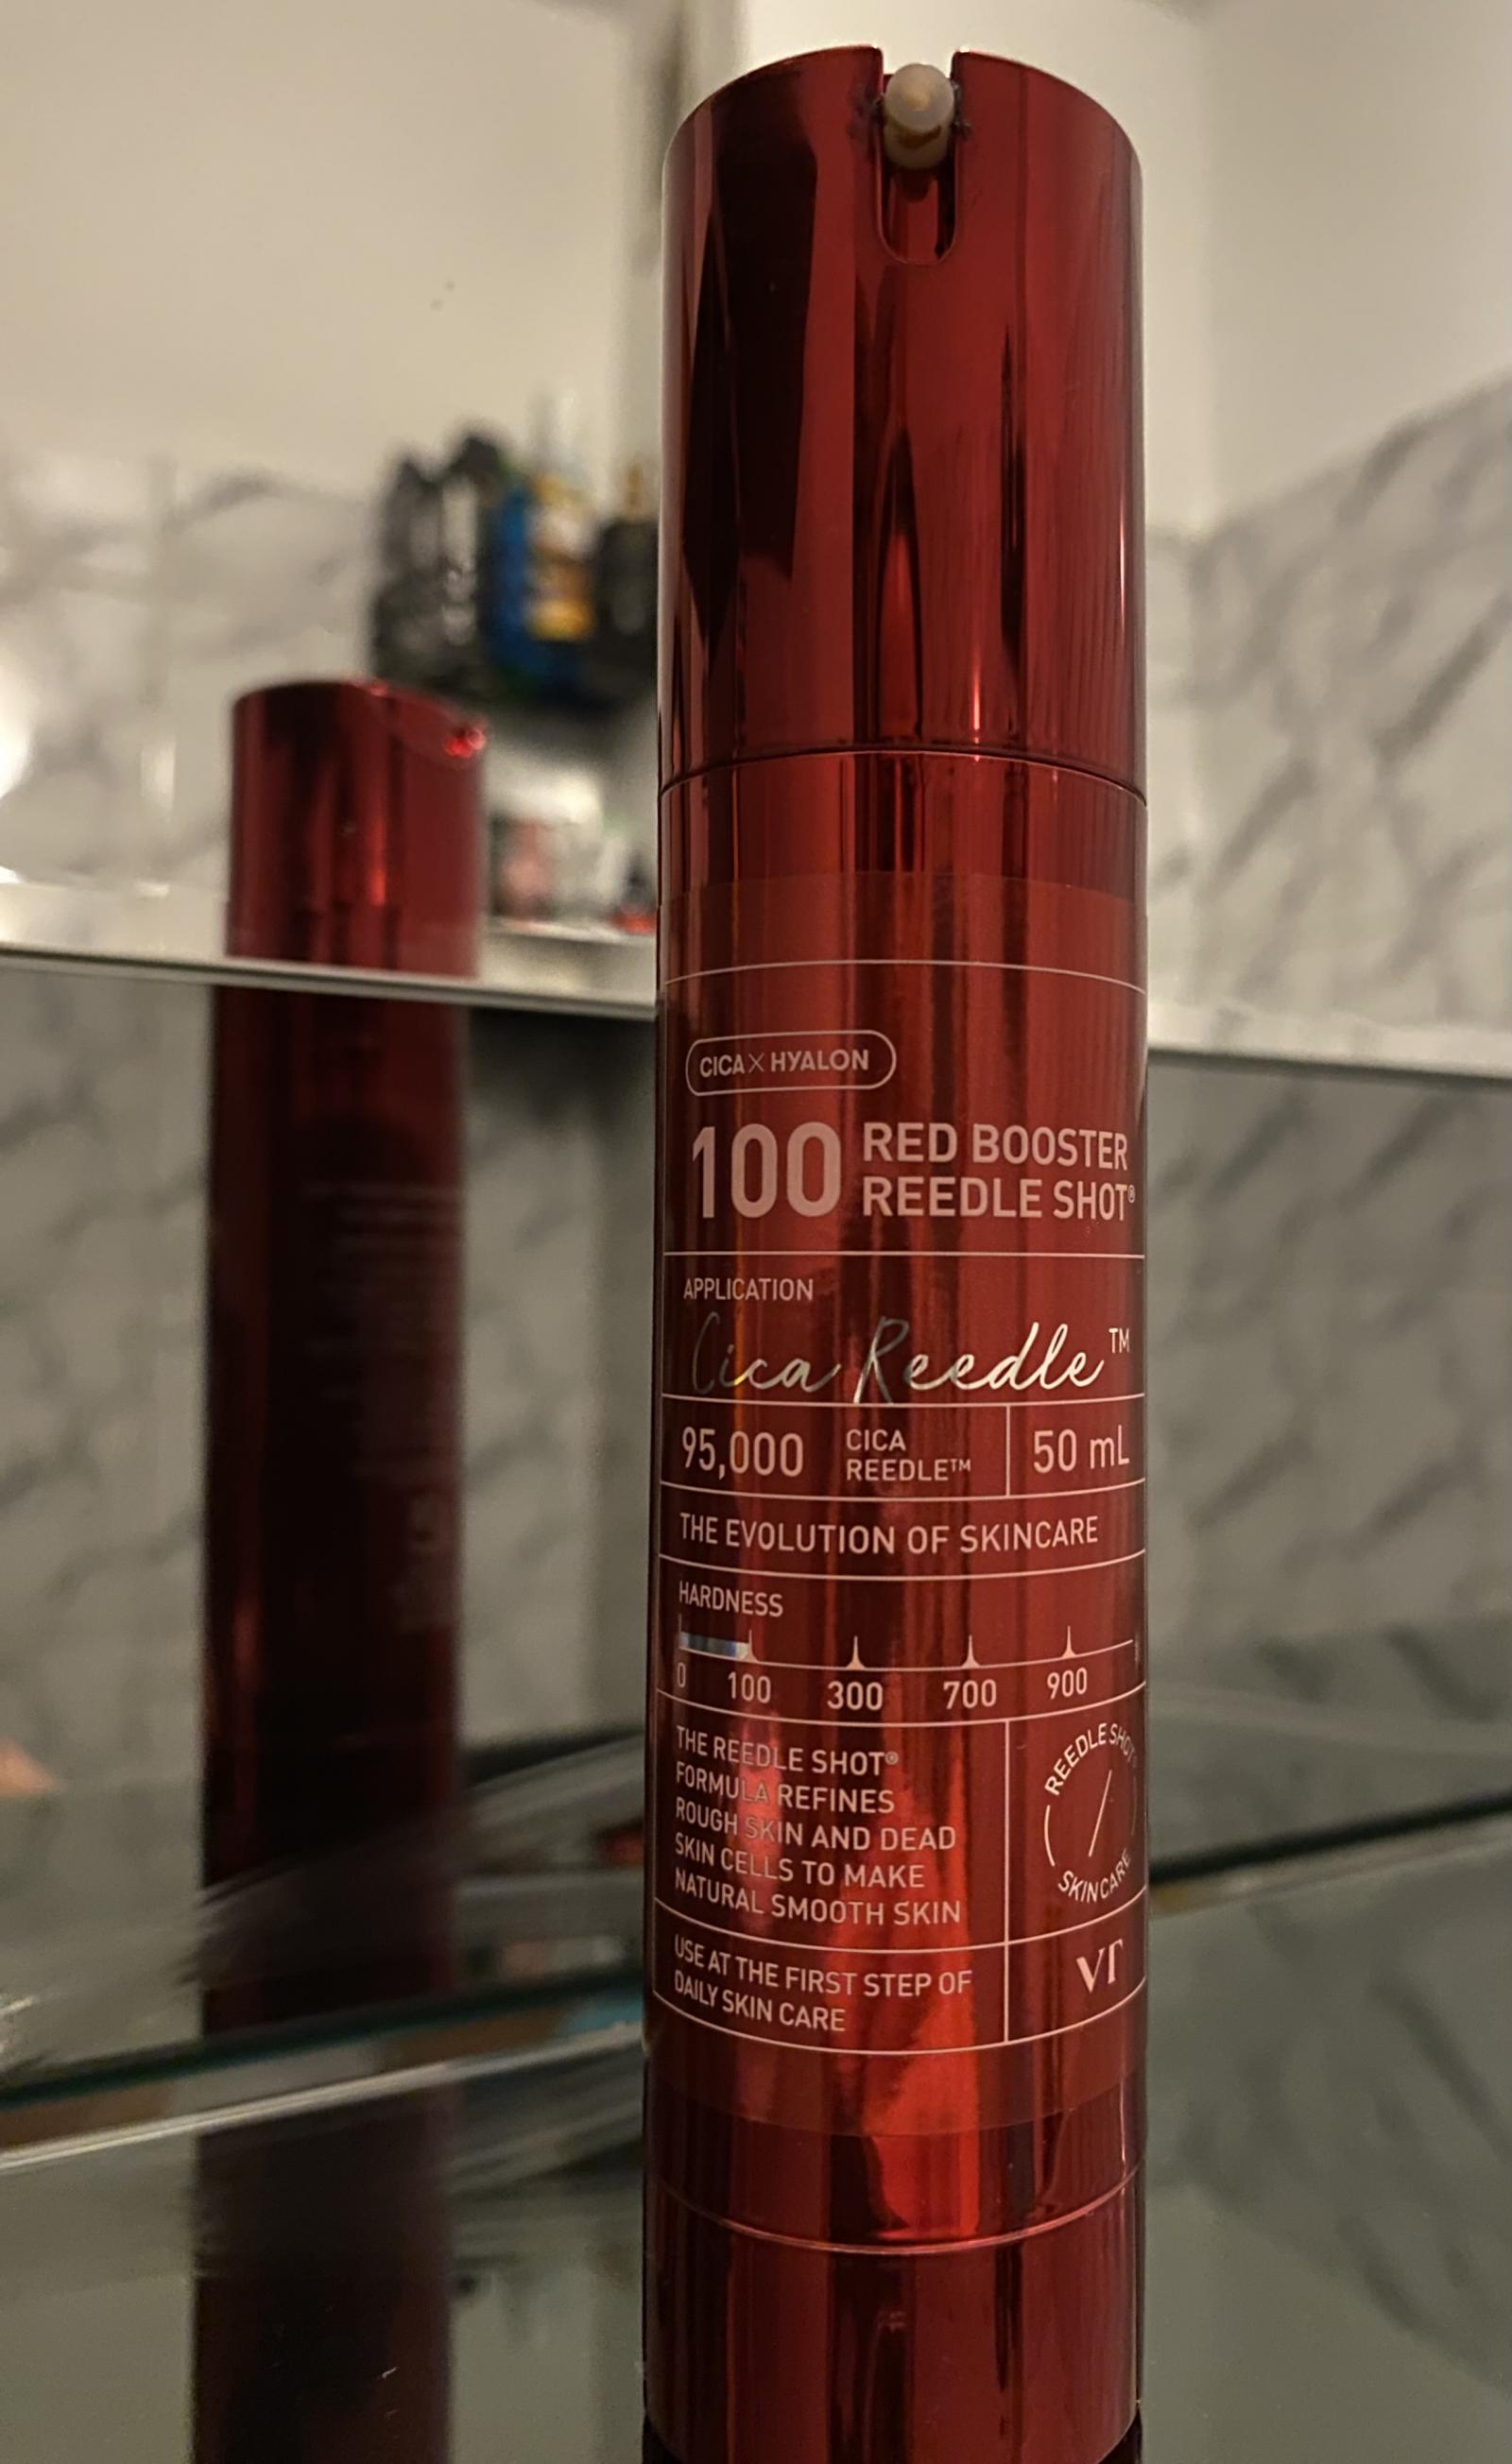 CICA X HYALON
100 RED BOOSTER
REEDLE SHOT®
APPLICATION
Cica Reedle™
95,000 CICA REEDLE™ 50 mL
THE EVOLUTION OF SKINCARE
HARDNESS
0 100 300 700 900
THE REEDLE SHOT®
FORMULA REFINES
ROUGH SKIN AND DEAD
SKIN CELLS TO MAKE
NATURAL SMOOTH SKIN
REEDLE SHOT
SKINCARE
USE AT THE FIRST STEP OF
DAILY SKIN CARE
VT